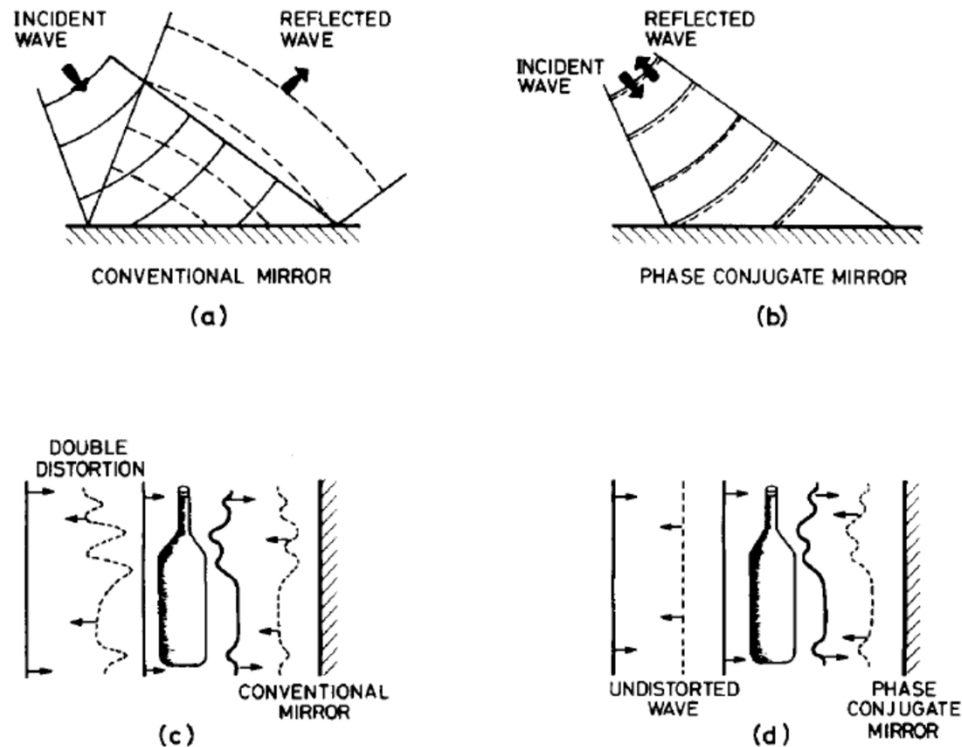 INCIDENT
WAVE
REFLECTED
WAVE
CONVENTIONAL MIRROR
(a)
REFLECTED
WAVE
INCIDENT
WAVE
PHASE CONJUGATE MIRROR
(b)
DOUBLE
DISTORTION
CONVENTIONAL
MIRROR
(c)
UNDISTORTED
WAVE
PHASE
CONJUGATE
MIRROR
(d)